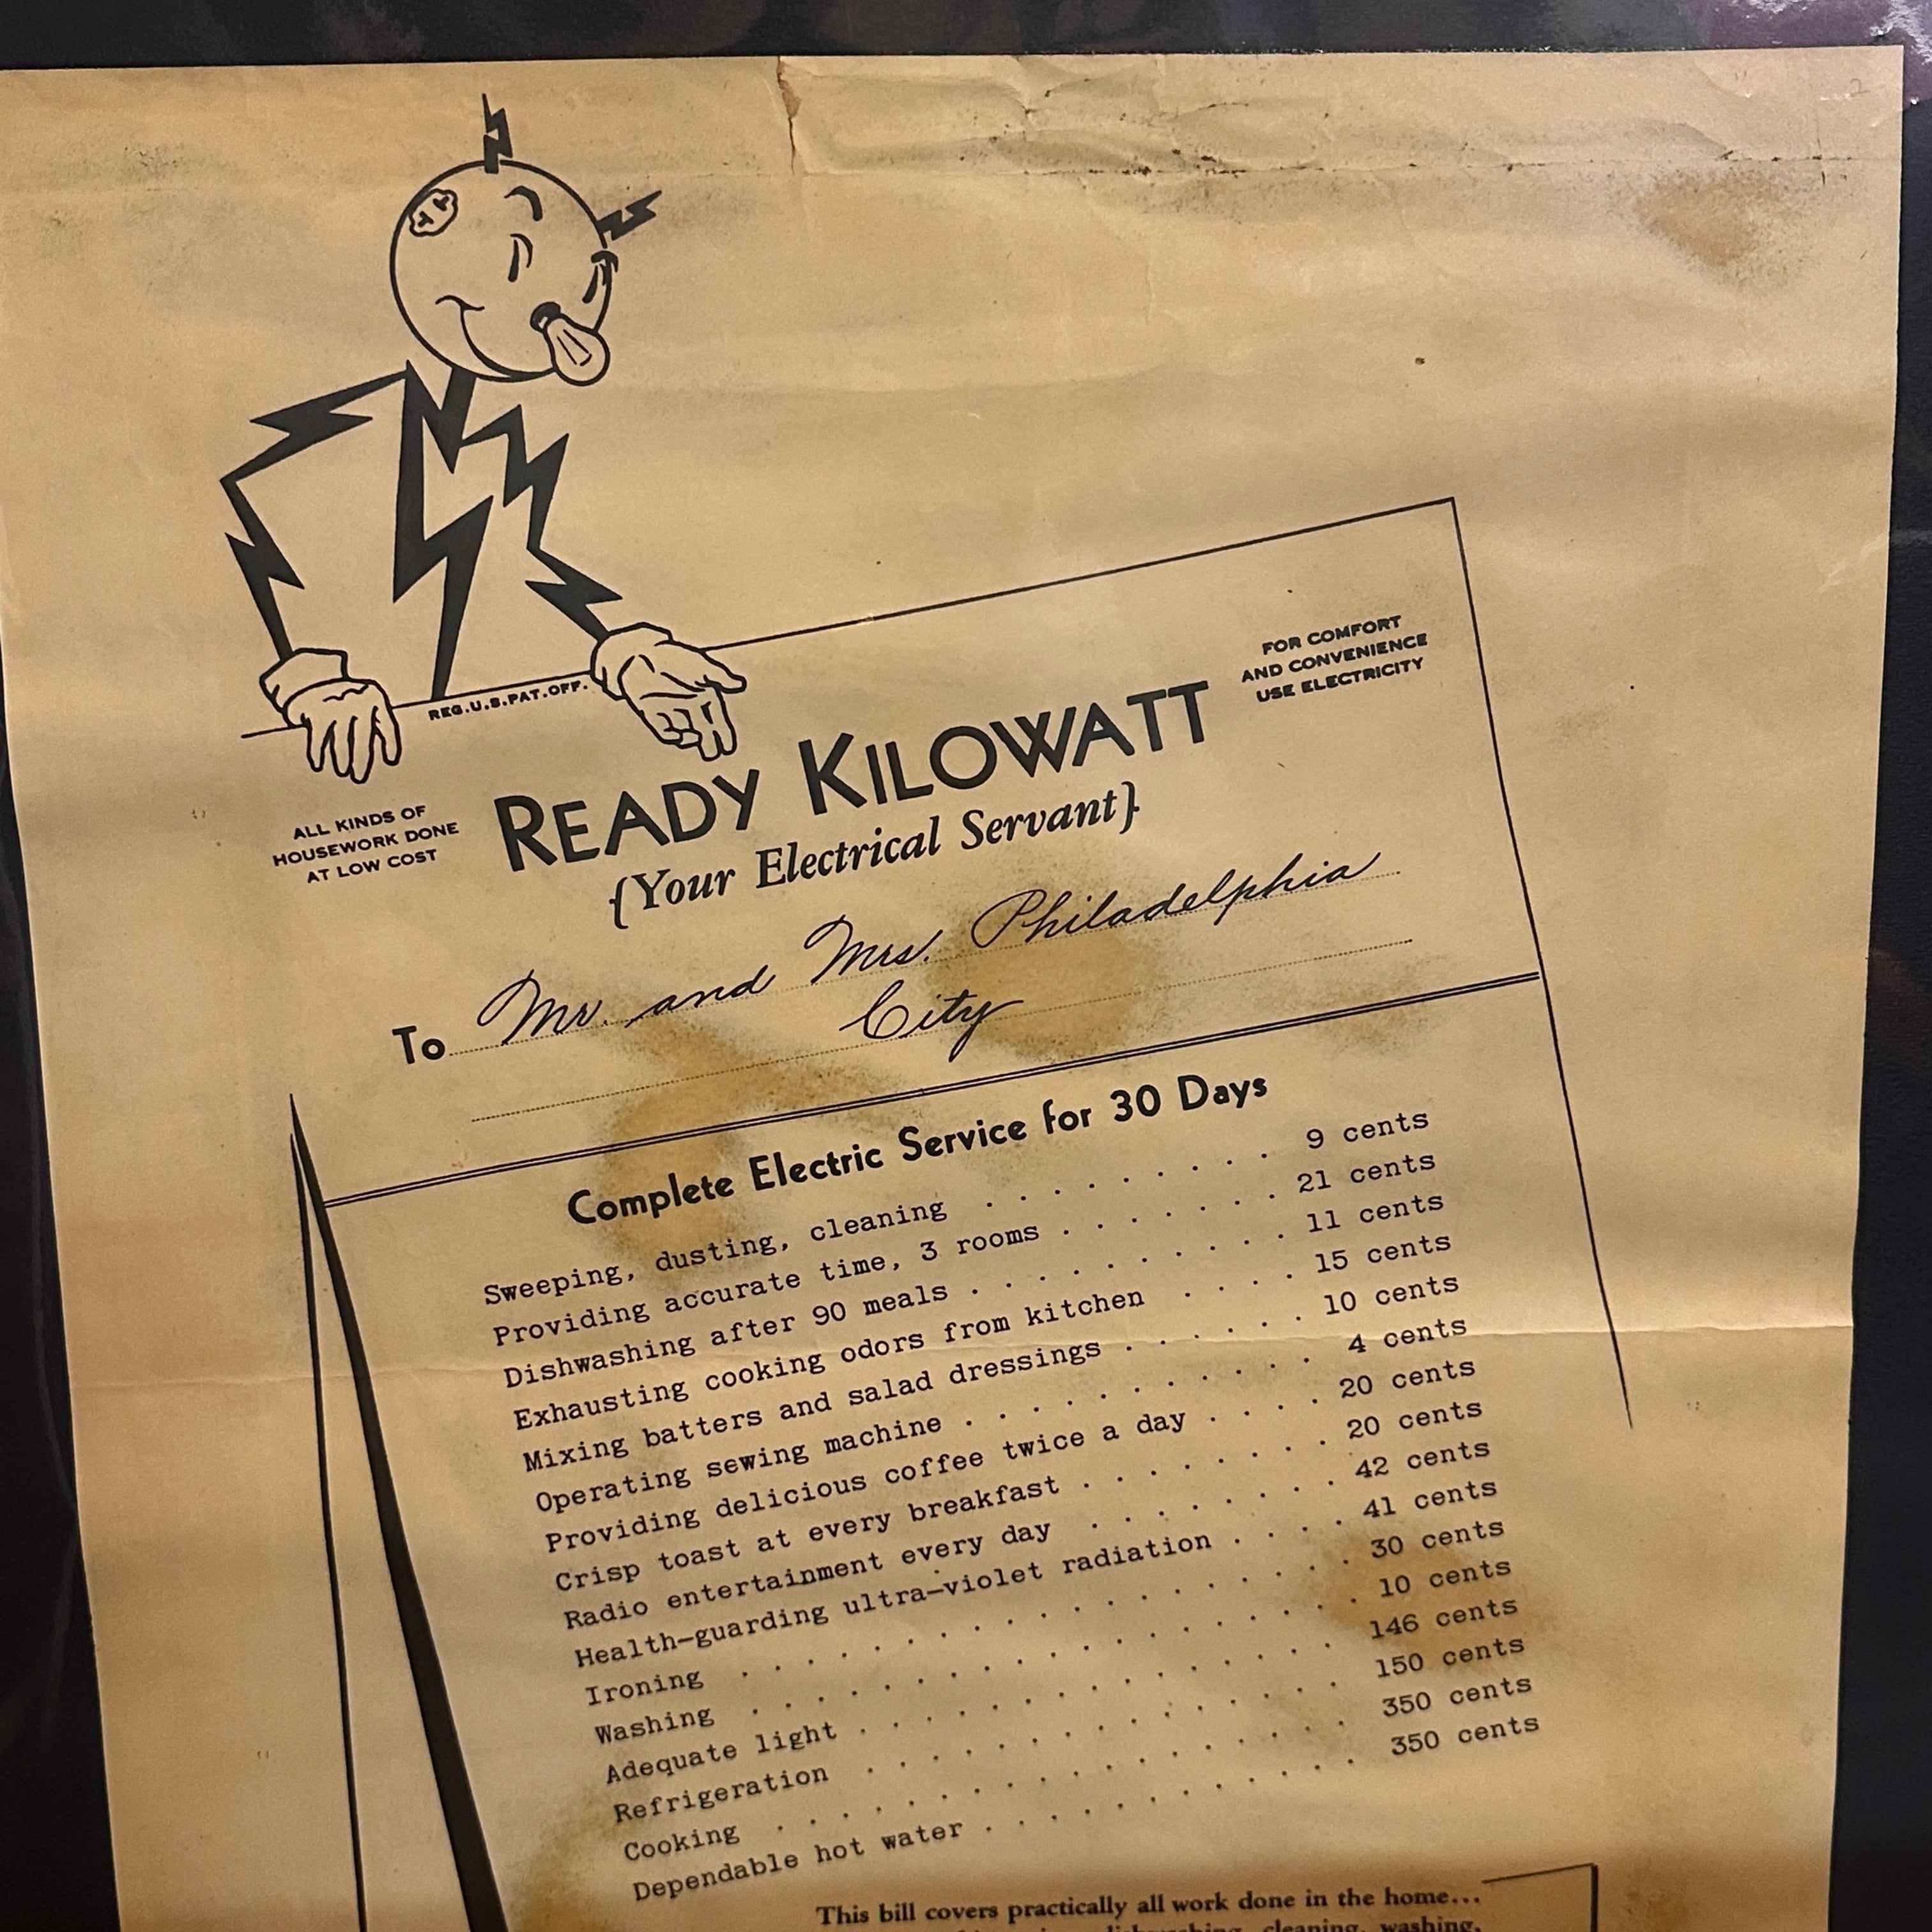 REG.U.S.PAT.OFF.
FOR COMFORT
AND CONVENIENCE
USE ELECTRICITY
ALL KINDS OF
HOUSEWORK DONE
AT LOW COST
READY KILOWATT
{Your Electrical Servant}
To Mr. and Mrs. Philadelphia
City
Complete Electric Service for 30 Days
Sweeping, dusting, cleaning . . . . . . . . . 9 cents
Providing accurate time, 3 rooms . . . . . . . 21 cents
Dishwashing after 90 meals . . . . . . . . . . 11 cents
Exhausting cooking odors from kitchen . . . . 15 cents
Mixing batters and salad dressings . . . . . . 10 cents
Operating sewing machine . . . . . . . . . . . 4 cents
Providing delicious coffee twice a day . . . . 20 cents
Crisp toast at every breakfast . . . . . . . . 20 cents
Radio entertainment every day . . . . . . . . 42 cents
Health-guarding ultra-violet radiation . . . . 41 cents
Ironing . . . . . . . . . . . . . . . . . . . 30 cents
Washing . . . . . . . . . . . . . . . . . . . 10 cents
Adequate light . . . . . . . . . . . . . . . 146 cents
Refrigeration . . . . . . . . . . . . . . . 150 cents
Cooking . . . . . . . . . . . . . . . . . . 350 cents
Dependable hot water . . . . . . . . . . . . 350 cents
This bill covers practically all work done in the home...
dishwashing, cleaning, washing,